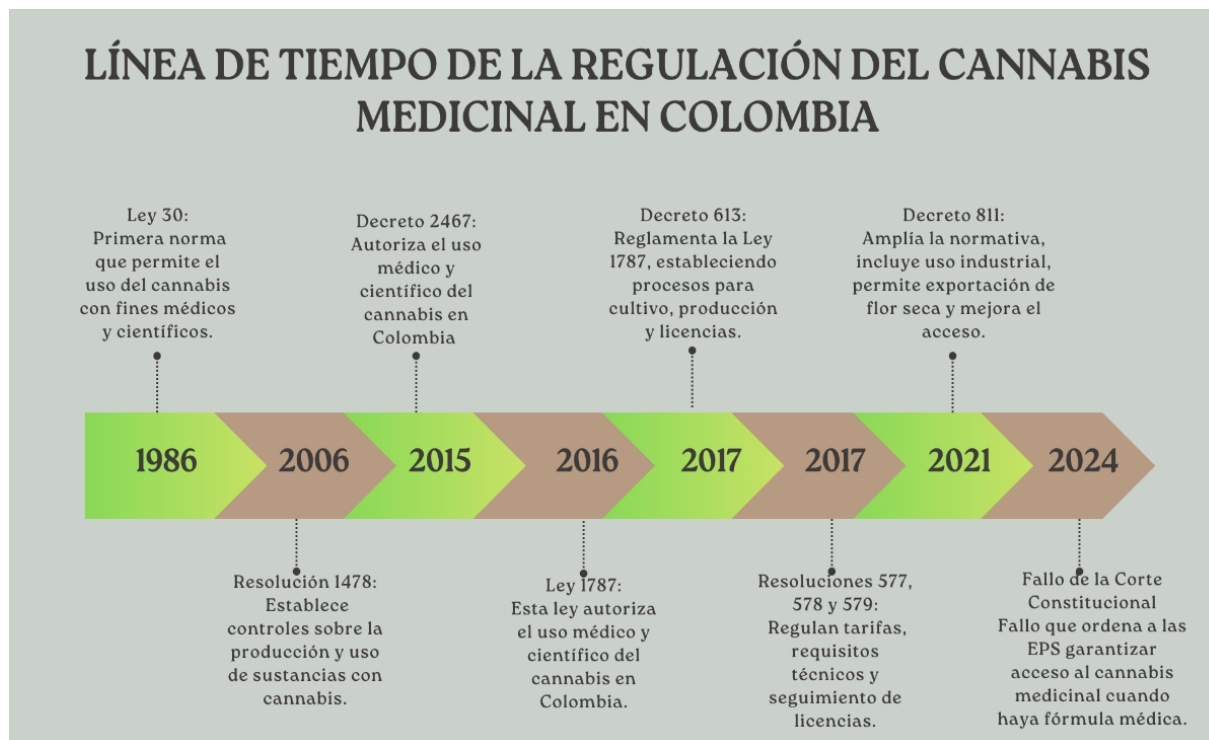 LÍNEA DE TIEMPO DE LA REGULACIÓN DEL CANNABIS
MEDICINAL EN COLOMBIA
Ley 30:
Primera norma
que permite el
uso del cannabis
con fines médicos
y científicos.
Decreto 2467:
Autoriza el uso
médico y
científico del
cannabis en
Colombia
Decreto 613:
Reglamenta la Ley
1787, estableciendo
procesos para
cultivo, producción
y licencias.
Decreto 811:
Amplía la normativa,
incluye uso industrial,
permite exportación de
flor seca y mejora el
acceso.
1986
2006
2015
2016
2017
2017
2021
2024
Resolución 1478:
Establece
controles sobre la
producción y uso
de sustancias con
cannabis.
Ley 1787:
Esta ley autoriza
el uso médico y
científico del
cannabis en
Colombia.
Resoluciones 577,
578 y 579:
Regulan tarifas,
requisitos
técnicos y
seguimiento de
licencias.
Fallo de la Corte
Constitucional
Fallo que ordena a las
EPS garantizar
acceso al cannabis
medicinal cuando
haya fórmula médica.